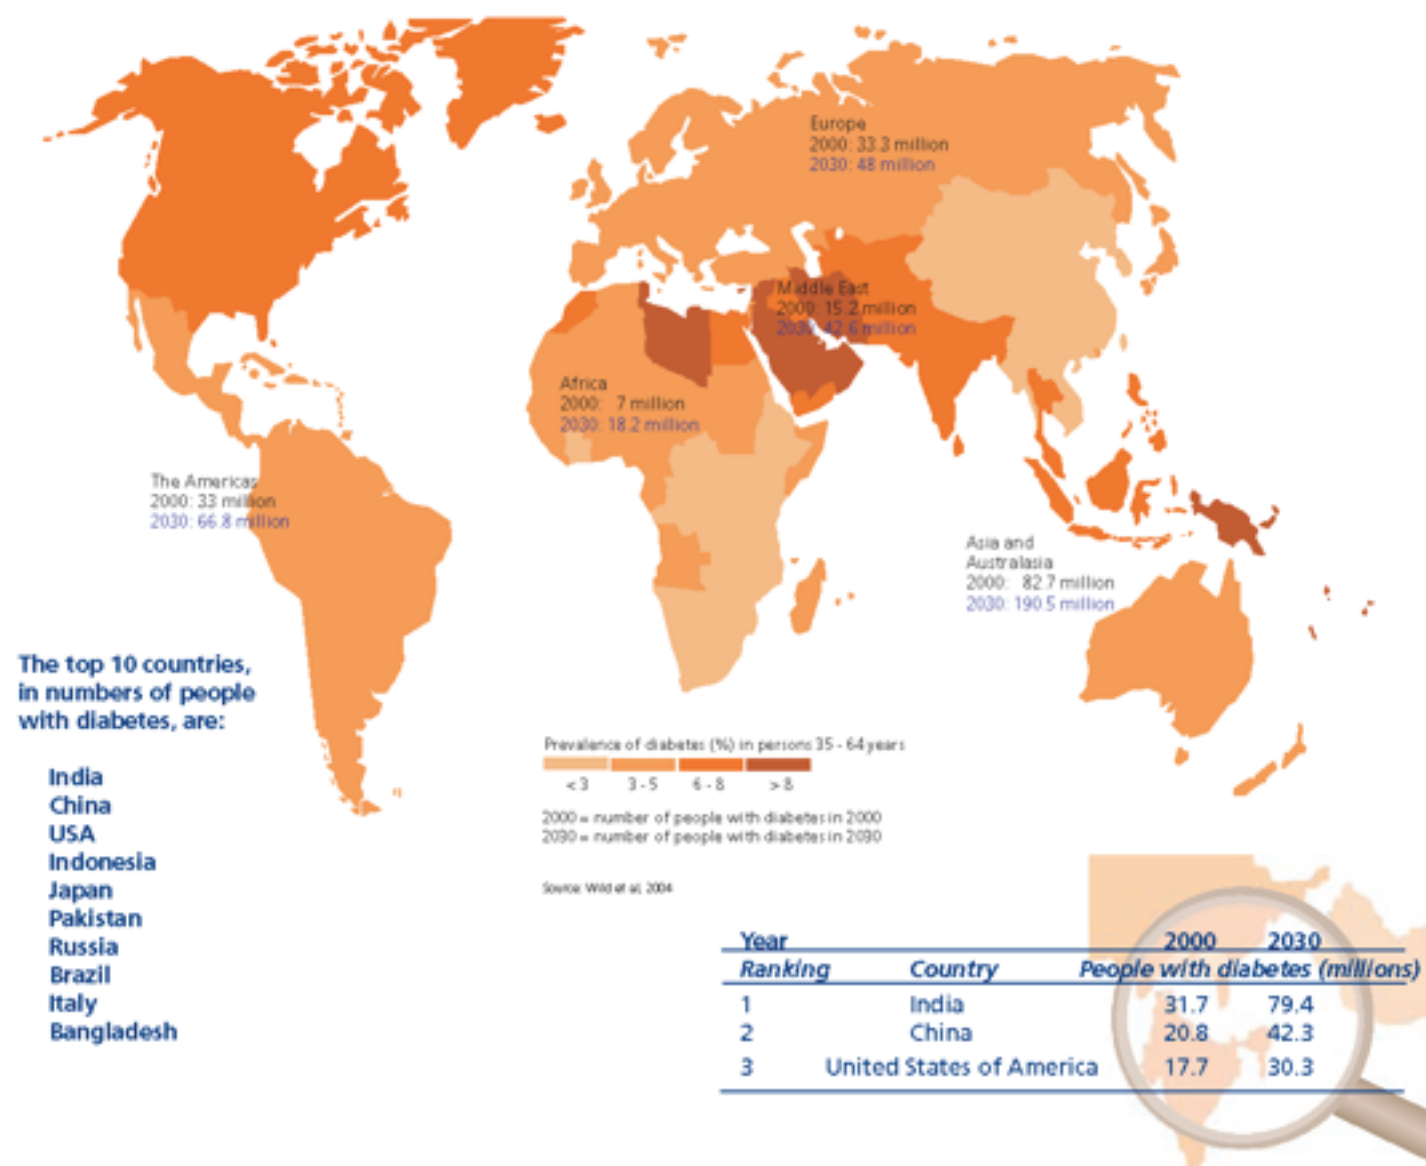 Europe
2000: 33.3 million
2030: 48 million
Middle East
2000: 15.2 million
2030: 42.6 million
Africa
2000: 7 million
2030: 18.2 million
The Americas
2000: 33 million
2030: 66.8 million
Asia and
Australasia
2000: 82.7 million
2030: 190.5 million
The top 10 countries,
in numbers of people
with diabetes, are:
India
China
USA
Indonesia
Japan
Pakistan
Russia
Brazil
Italy
Bangladesh
Prevalence of diabetes (%) in persons 35 - 64 years
< 3 3 - 5 6 - 8 > 8
2000 = number of people with diabetes in 2000
2030 = number of people with diabetes in 2030
Source: Wild et al, 2004
Year 2000 2030
Ranking Country People with diabetes (millions)
1 India 31.7 79.4
2 China 20.8 42.3
3 United States of America 17.7 30.3